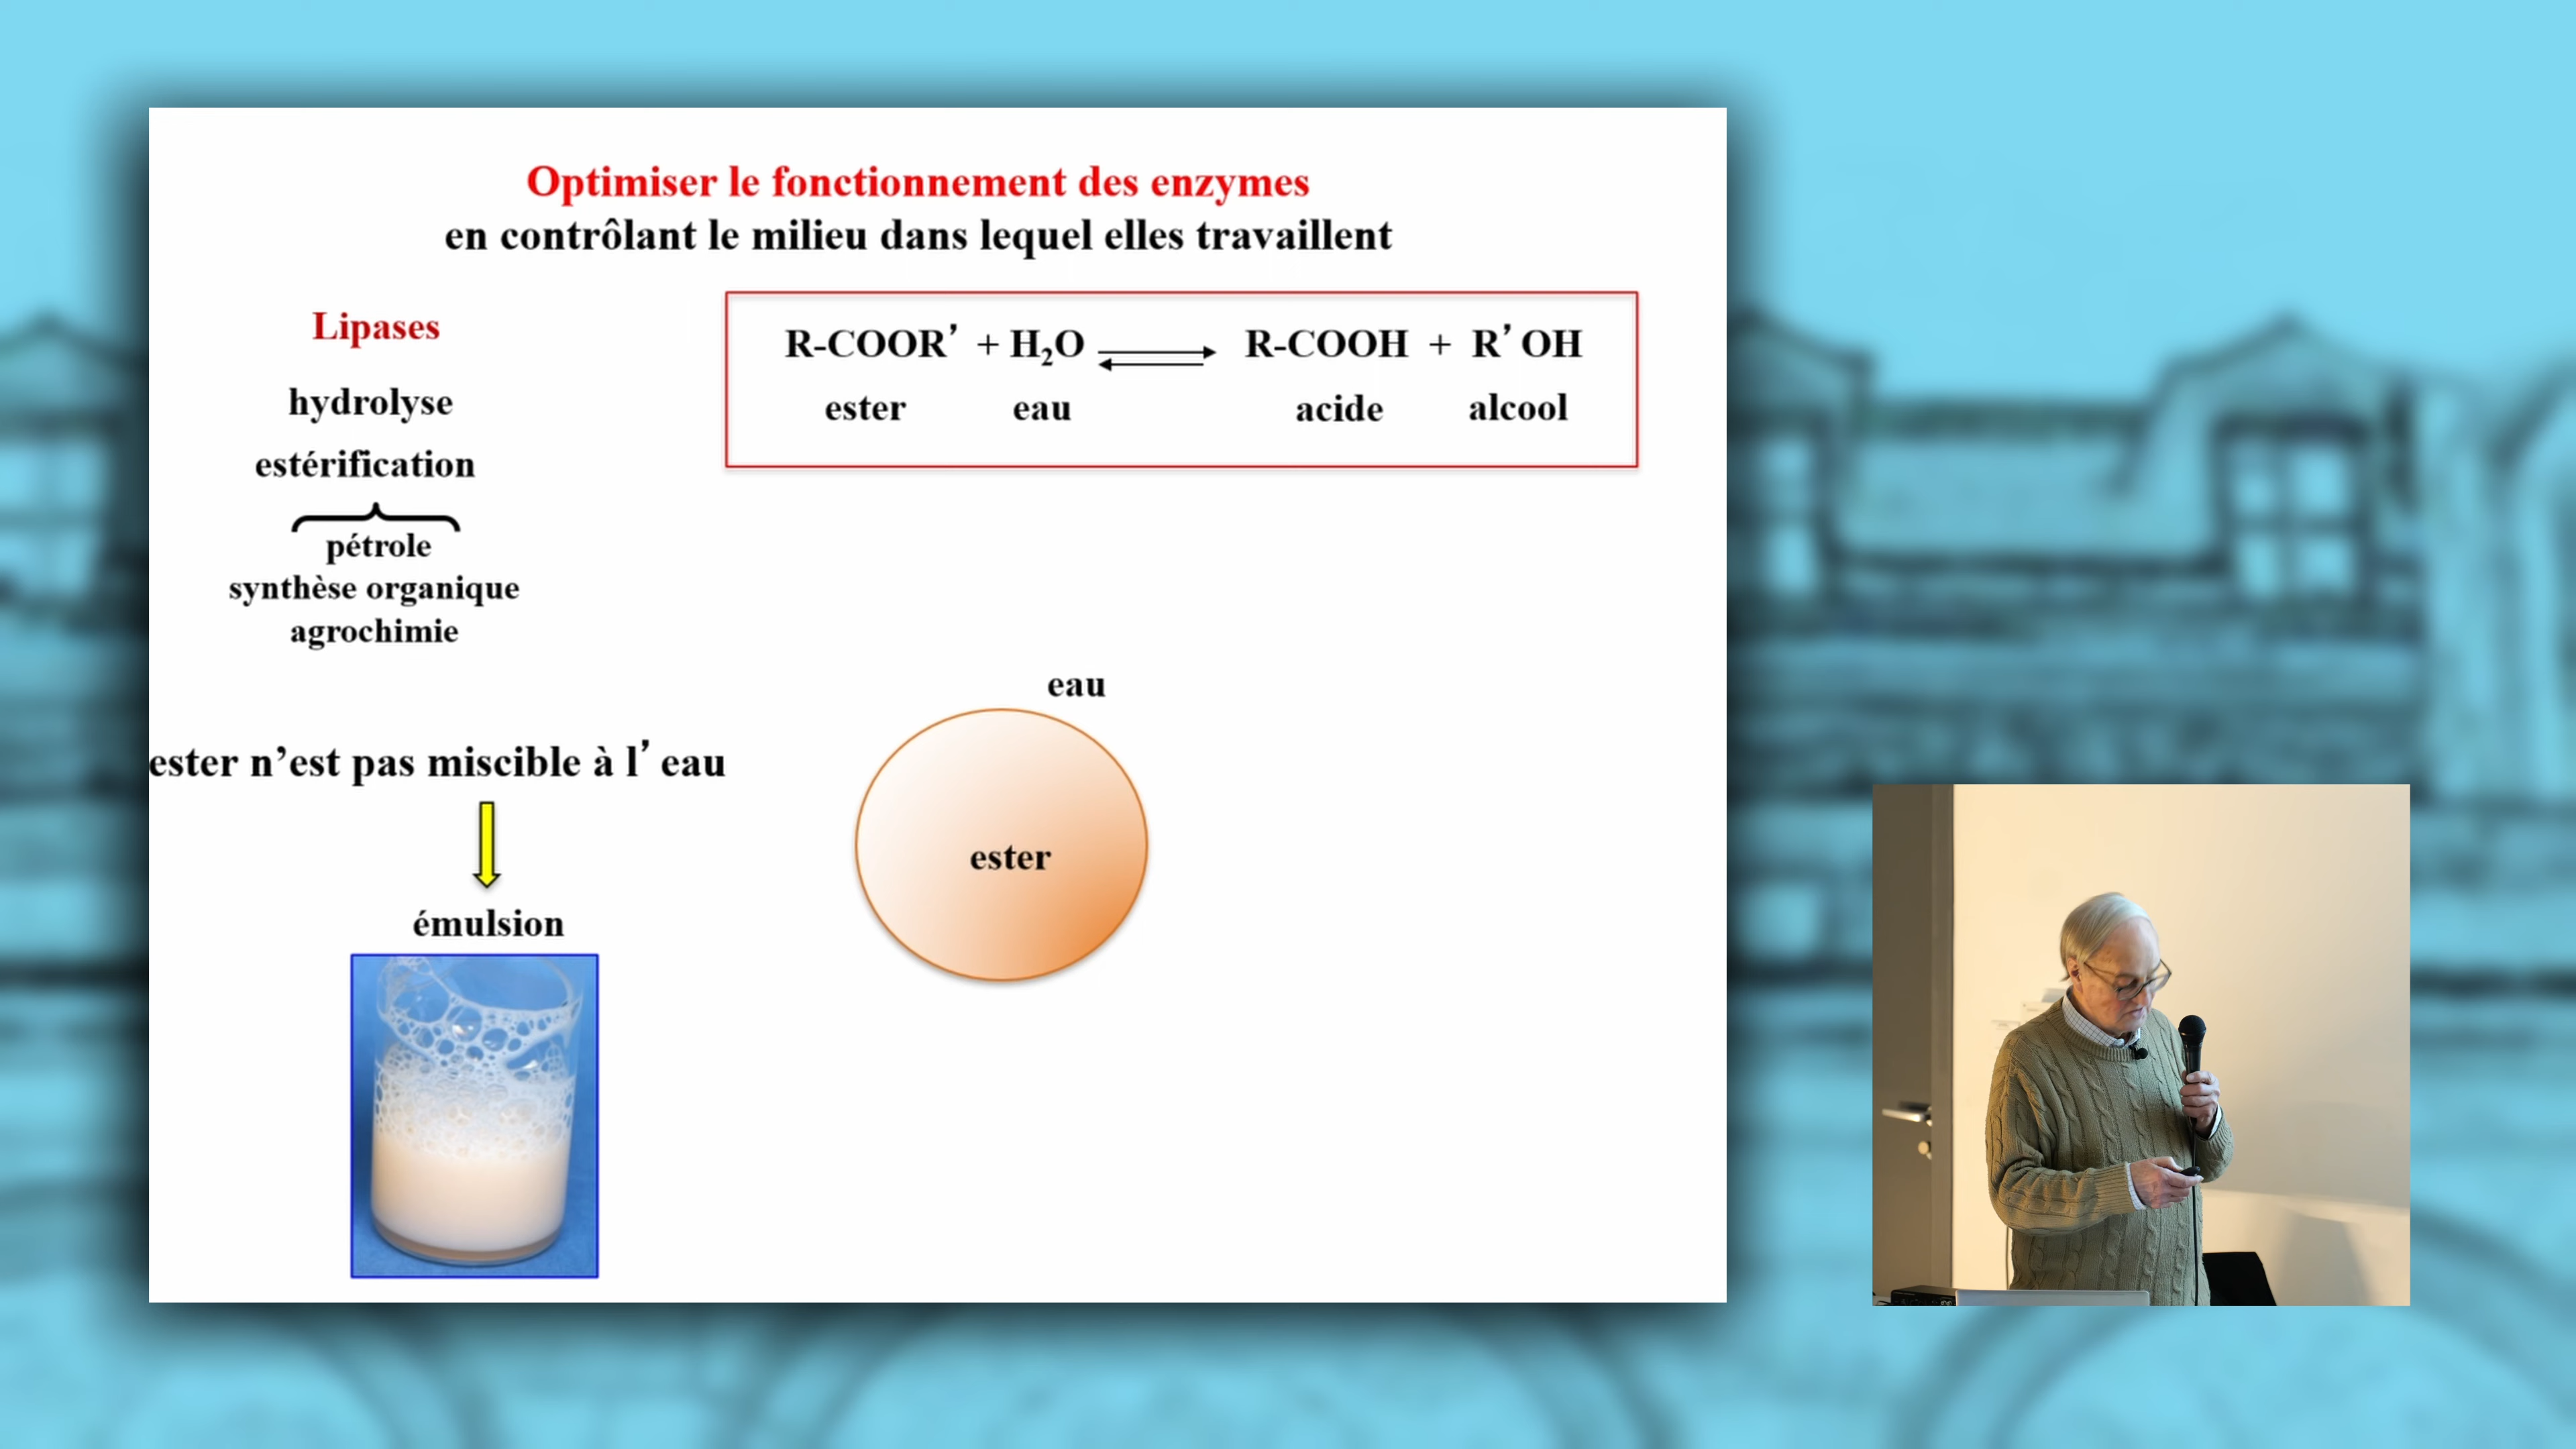 Optimiser le fonctionnement des enzymes
en contrôlant le milieu dans lequel elles travaillent
Lipases
hydrolyse
estérification
pétrole
synthèse organique
agrochimie
R-COOR’ + H₂O ⇌ R-COOH + R’OH
ester eau acide alcool
ester n’est pas miscible à l’eau
émulsion
eau
ester